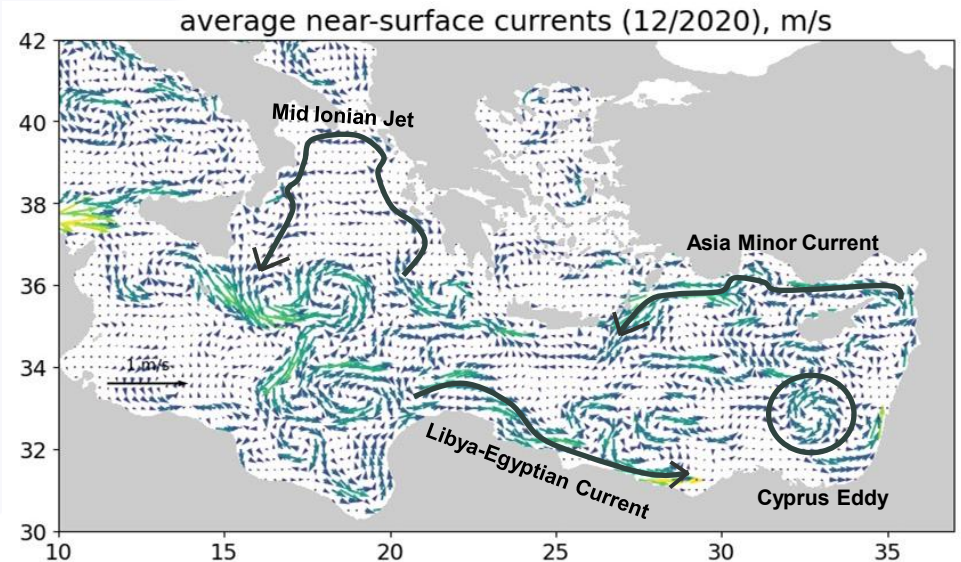 average near-surface currents (12/2020), m/s
42
40
38
36
34
32
30
10
15
20
25
30
35
Mid Ionian Jet
Asia Minor Current
1 m/s
Libya-Egyptian Current
Cyprus Eddy